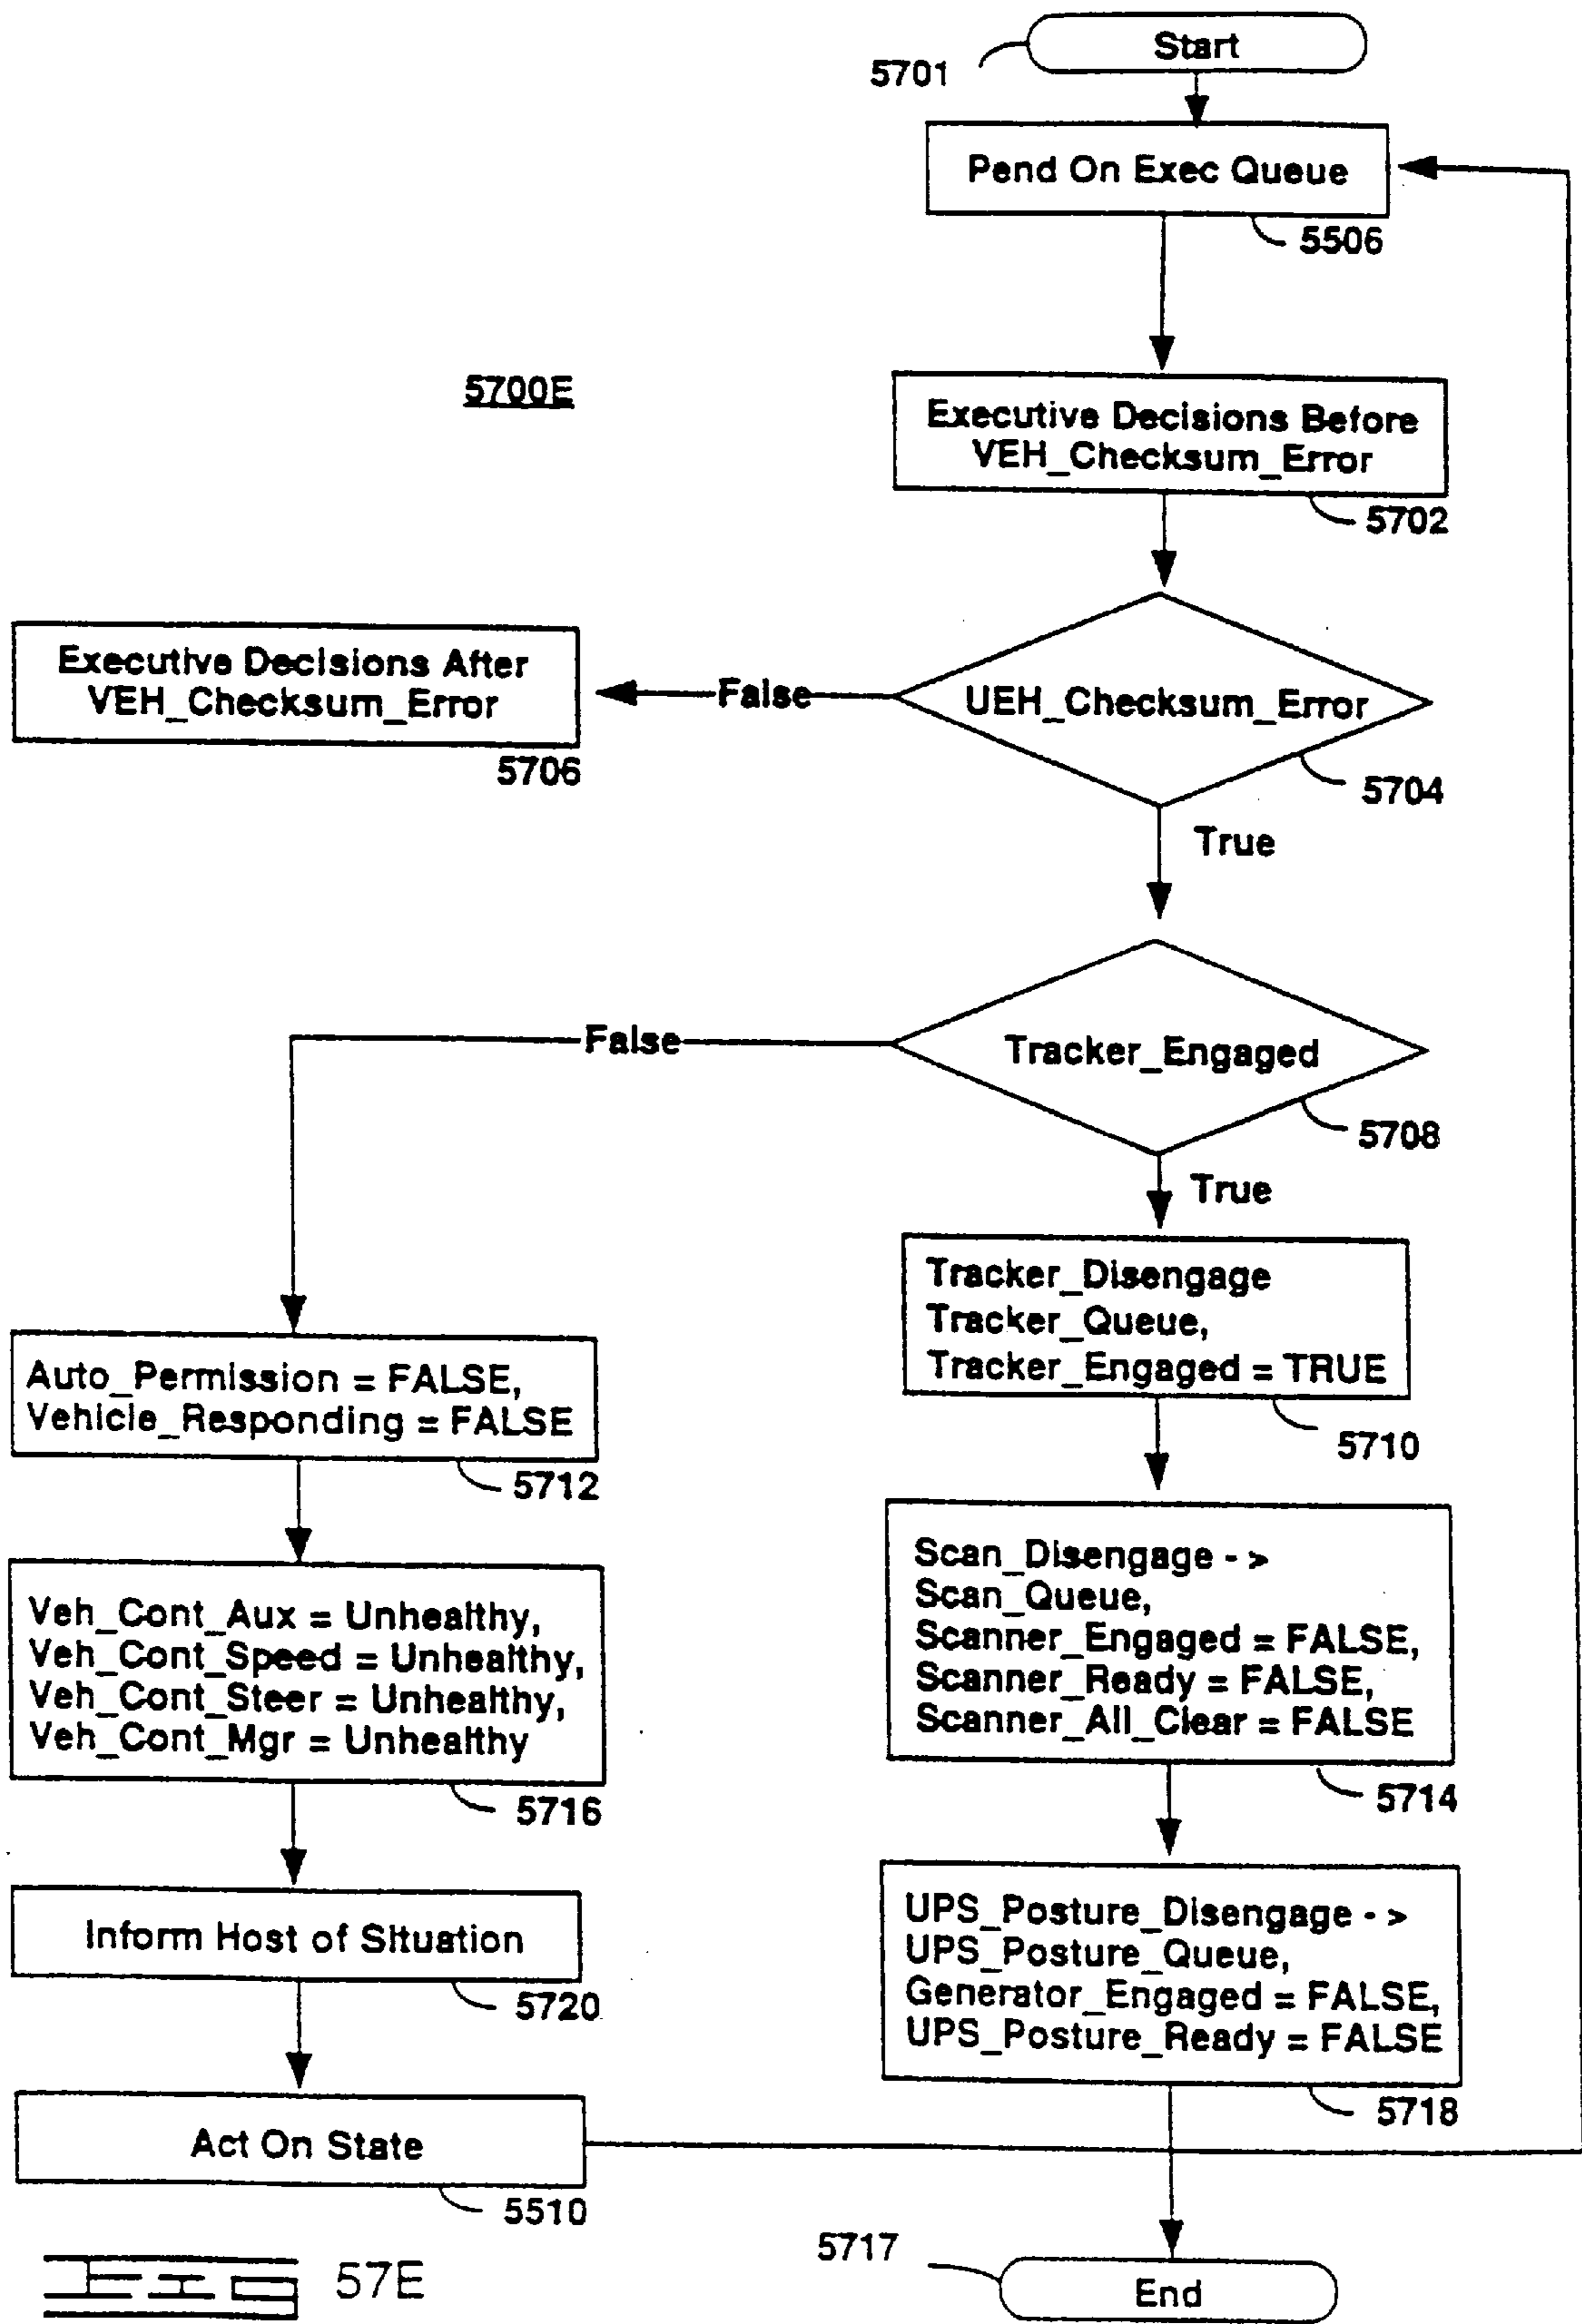 Start
5701
Pend On Exec Queue
5506
5700E
Executive Decisions Before
VEH_Checksum_Error
5702
Executive Decisions After
VEH_Checksum_Error
5706
False
UEH_Checksum_Error
5704
True
False
Tracker_Engaged
5708
True
Tracker_Disengage
Tracker_Queue,
Tracker_Engaged = TRUE
5710
Auto_Permission = FALSE,
Vehicle_Responding = FALSE
5712
Scan_Disengage - >
Scan_Queue,
Scanner_Engaged = FALSE,
Scanner_Ready = FALSE,
Scanner_All_Clear = FALSE
5714
Veh_Cont_Aux = Unhealthy,
Veh_Cont_Speed = Unhealthy,
Veh_Cont_Steer = Unhealthy,
Veh_Cont_Mgr = Unhealthy
5716
UPS_Posture_Disengage - >
UPS_Posture_Queue,
Generator_Engaged = FALSE,
UPS_Posture_Ready = FALSE
5718
Inform Host of Situation
5720
Act On State
5510
5717
End
FIG 57E